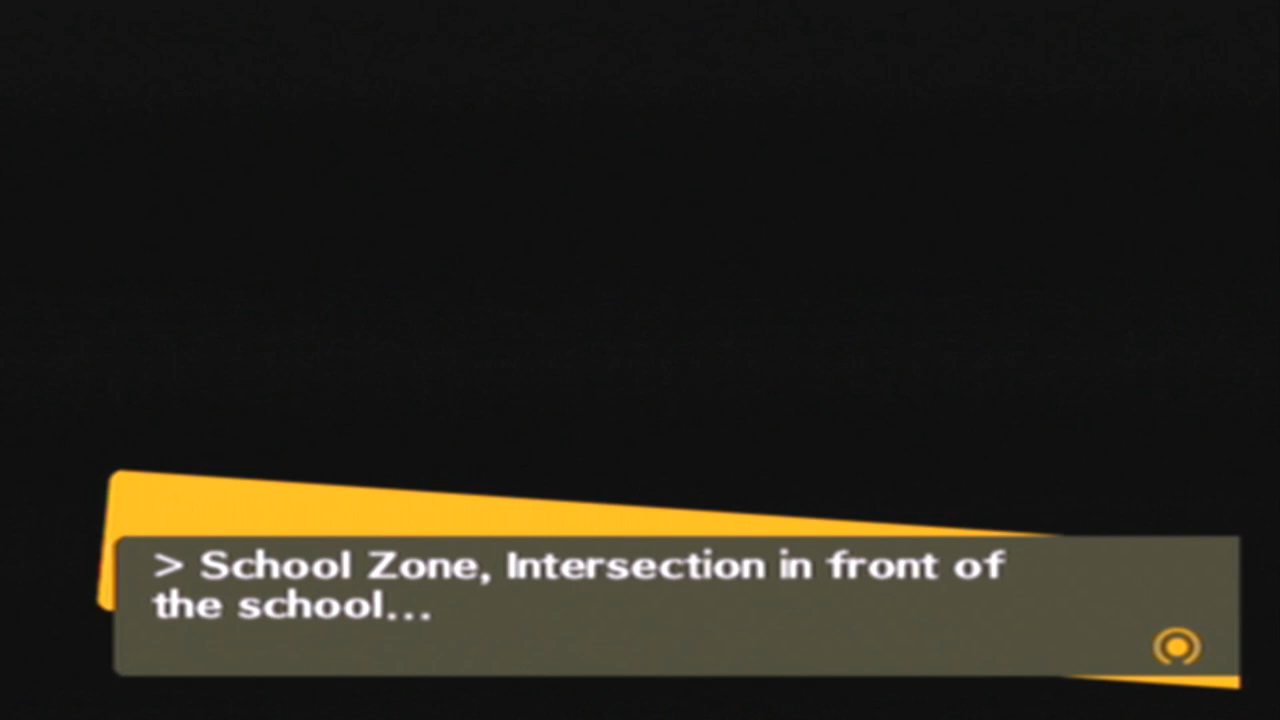 > School Zone, Intersection in front of
the school...